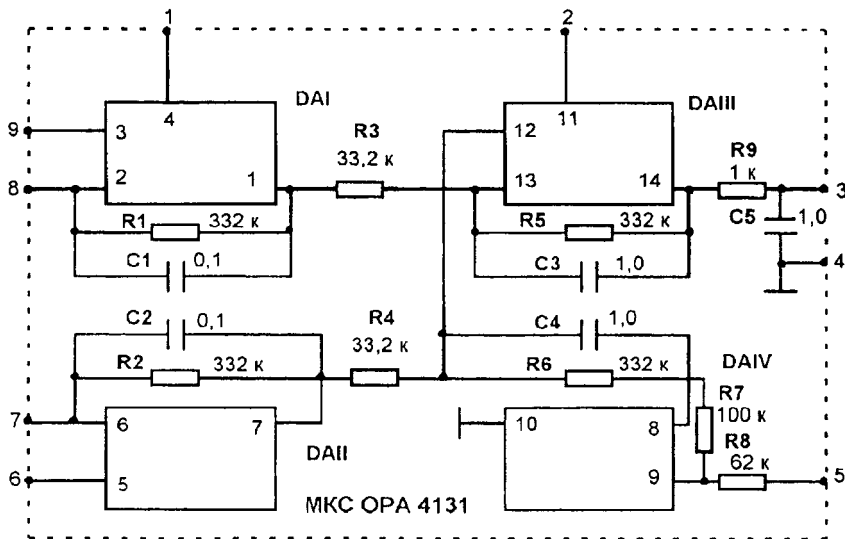 1
2
DAI
DAIII
4
11
9
3
R3
12
33,2 к
R9
1 к
8
2
1
13
14
3
R1
332 к
R5
332 к
C5
1,0
C1
0,1
C3
1,0
4
C2
0,1
R4
C4
1,0
33,2 к
R2
332 к
R6
332 к
DAIV
R7
7
6
7
10
8
100 к
R8
DAII
62 к
6
5
9
5
МКС OPA 4131